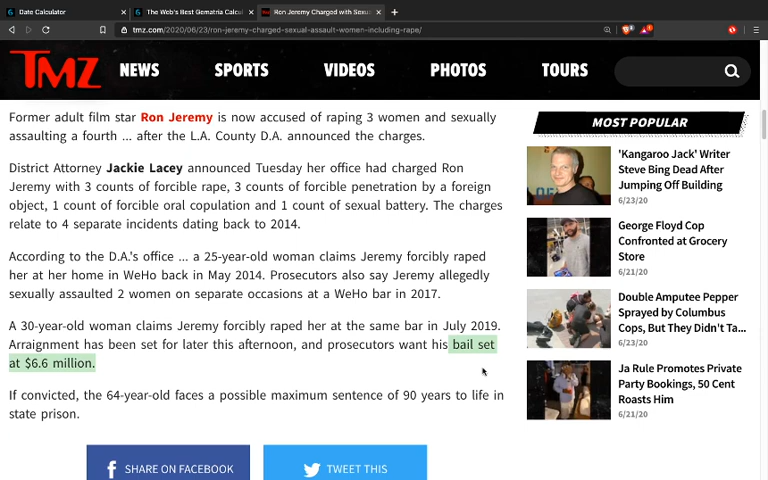 Date Calculator
The Web's Best Gematria Calcu
Ron Jeremy Charged with Sexu
tmz.com/2020/06/23/ron-jeremy-charged-sexual-assault-women-including-rape/
TMZ
NEWS
SPORTS
VIDEOS
PHOTOS
TOURS
Former adult film star Ron Jeremy is now accused of raping 3 women and sexually
assaulting a fourth ... after the L.A. County D.A. announced the charges.
District Attorney Jackie Lacey announced Tuesday her office had charged Ron
Jeremy with 3 counts of forcible rape, 3 counts of forcible penetration by a foreign
object, 1 count of forcible oral copulation and 1 count of sexual battery. The charges
relate to 4 separate incidents dating back to 2014.
According to the D.A.'s office ... a 25-year-old woman claims Jeremy forcibly raped
her at her home in WeHo back in May 2014. Prosecutors also say Jeremy allegedly
sexually assaulted 2 women on separate occasions at a WeHo bar in 2017.
A 30-year-old woman claims Jeremy forcibly raped her at the same bar in July 2019.
Arraignment has been set for later this afternoon, and prosecutors want his bail set
at $6.6 million.
If convicted, the 64-year-old faces a possible maximum sentence of 90 years to life in
state prison.
SHARE ON FACEBOOK
TWEET THIS
MOST POPULAR
'Kangaroo Jack' Writer
Steve Bing Dead After
Jumping Off Building
6/23/20
George Floyd Cop
Confronted at Grocery
Store
6/21/20
Double Amputee Pepper
Sprayed by Columbus
Cops, But They Didn't Ta...
6/23/20
Ja Rule Promotes Private
Party Bookings, 50 Cent
Roasts Him
6/21/20